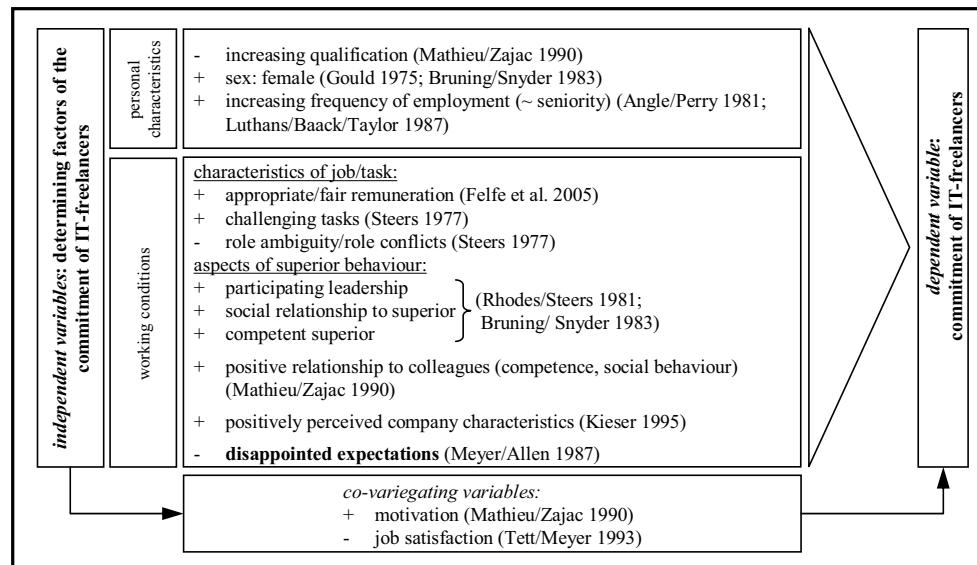 independent variables: determining factors of the
commitment of IT-freelancers
personal
characteristics
- increasing qualification (Mathieu/Zajac 1990)
+ sex: female (Gould 1975; Bruning/Snyder 1983)
+ increasing frequency of employment (~ seniority) (Angle/Perry 1981;
Luthans/Baack/Taylor 1987)
working conditions
characteristics of job/task:
+ appropriate/fair remuneration (Felfe et al. 2005)
+ challenging tasks (Steers 1977)
- role ambiguity/role conflicts (Steers 1977)
aspects of superior behaviour:
+ participating leadership
+ social relationship to superior
+ competent superior
(Rhodes/Steers 1981;
Bruning/ Snyder 1983)
+ positive relationship to colleagues (competence, social behaviour)
(Mathieu/Zajac 1990)
+ positively perceived company characteristics (Kieser 1995)
- disappointed expectations (Meyer/Allen 1987)
co-variegating variables:
+ motivation (Mathieu/Zajac 1990)
- job satisfaction (Tett/Meyer 1993)
dependent variable:
commitment of IT-freelancers